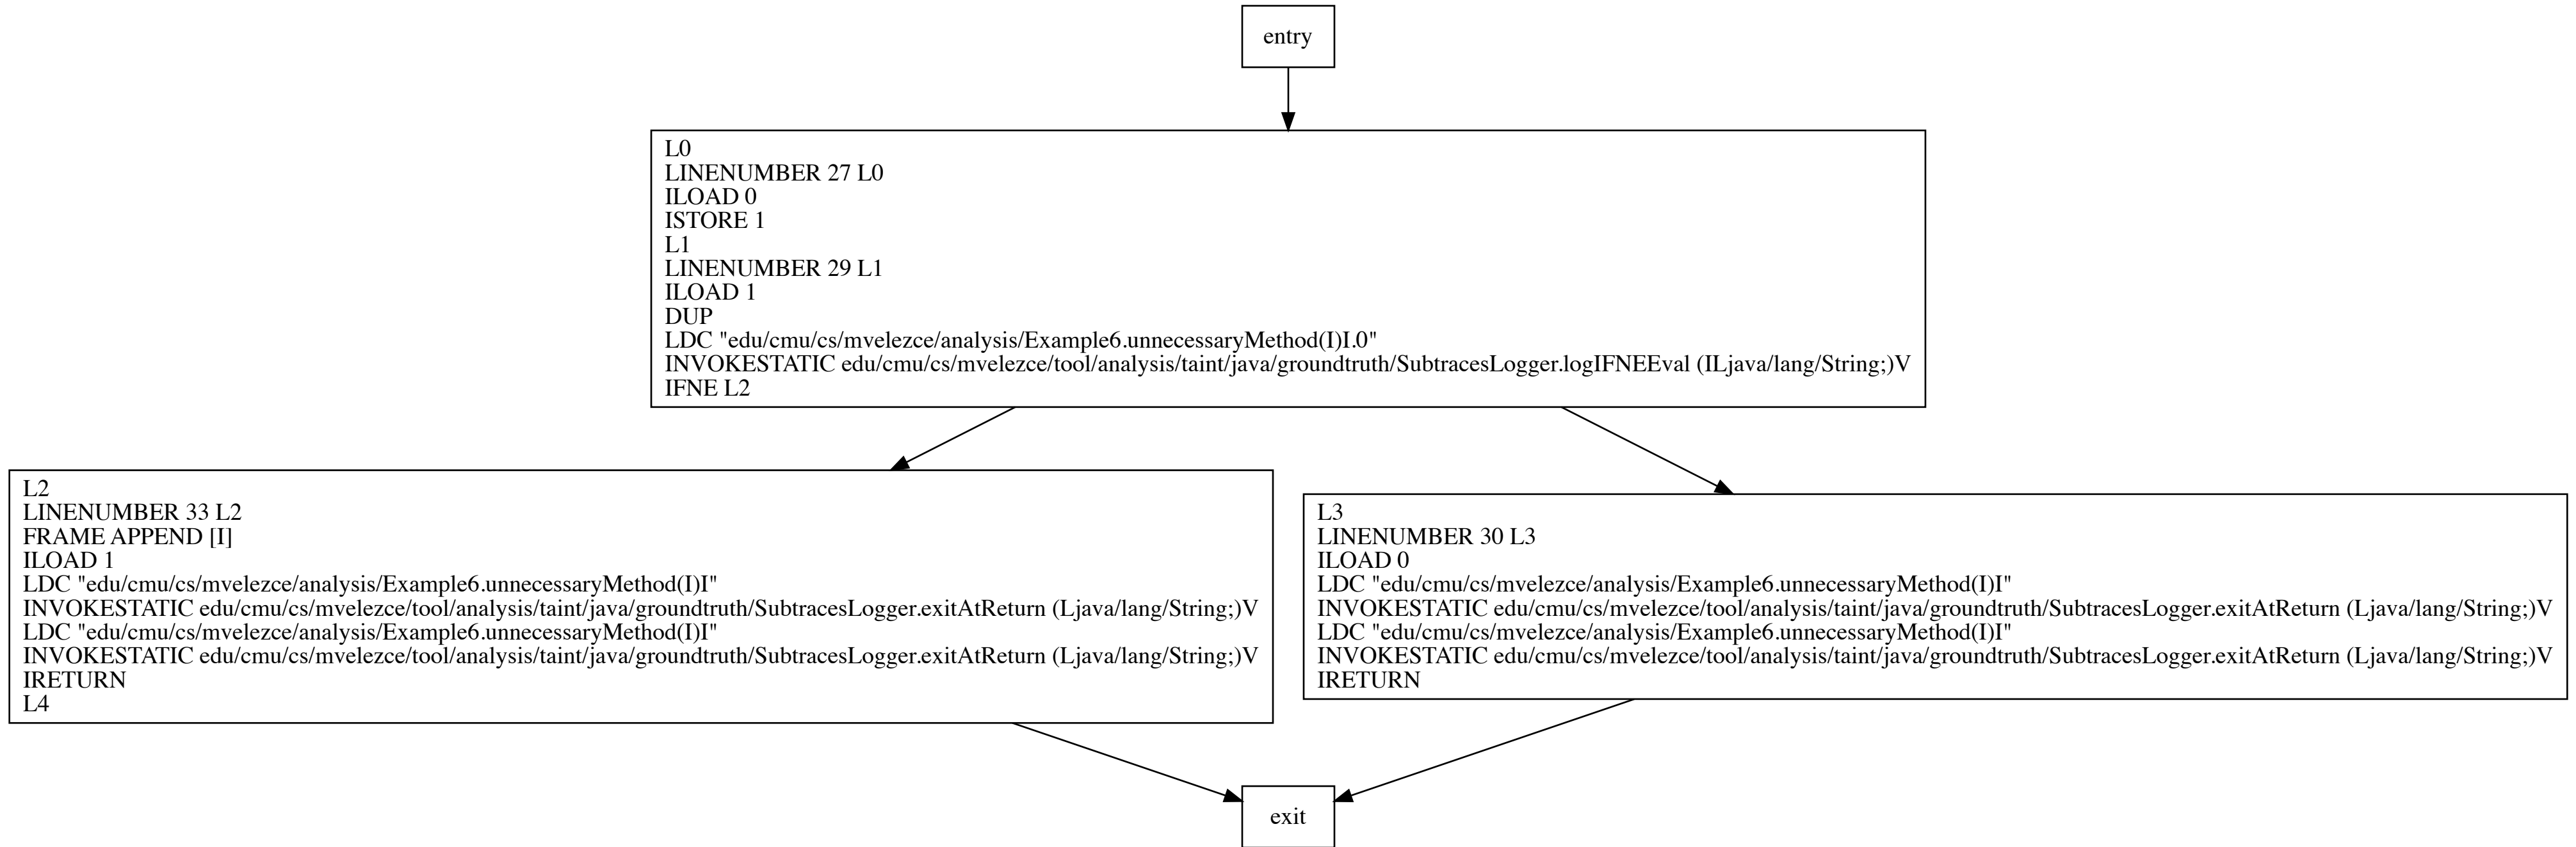 entry
L0
LINENUMBER 27 L0
ILOAD 0
ISTORE 1
L1
LINENUMBER 29 L1
ILOAD 1
DUP
LDC "edu/cmu/cs/mvelezce/analysis/Example6.unnecessaryMethod(I)I.0"
INVOKESTATIC edu/cmu/cs/mvelezce/tool/analysis/taint/java/groundtruth/SubtracesLogger.logIFNEEval (ILjava/lang/String;)V
IFNE L2
L2
LINENUMBER 33 L2
FRAME APPEND [I]
ILOAD 1
LDC "edu/cmu/cs/mvelezce/analysis/Example6.unnecessaryMethod(I)I"
INVOKESTATIC edu/cmu/cs/mvelezce/tool/analysis/taint/java/groundtruth/SubtracesLogger.exitAtReturn (Ljava/lang/String;)V
LDC "edu/cmu/cs/mvelezce/analysis/Example6.unnecessaryMethod(I)I"
INVOKESTATIC edu/cmu/cs/mvelezce/tool/analysis/taint/java/groundtruth/SubtracesLogger.exitAtReturn (Ljava/lang/String;)V
IRETURN
L4
L3
LINENUMBER 30 L3
ILOAD 0
LDC "edu/cmu/cs/mvelezce/analysis/Example6.unnecessaryMethod(I)I"
INVOKESTATIC edu/cmu/cs/mvelezce/tool/analysis/taint/java/groundtruth/SubtracesLogger.exitAtReturn (Ljava/lang/String;)V
LDC "edu/cmu/cs/mvelezce/analysis/Example6.unnecessaryMethod(I)I"
INVOKESTATIC edu/cmu/cs/mvelezce/tool/analysis/taint/java/groundtruth/SubtracesLogger.exitAtReturn (Ljava/lang/String;)V
IRETURN
exit